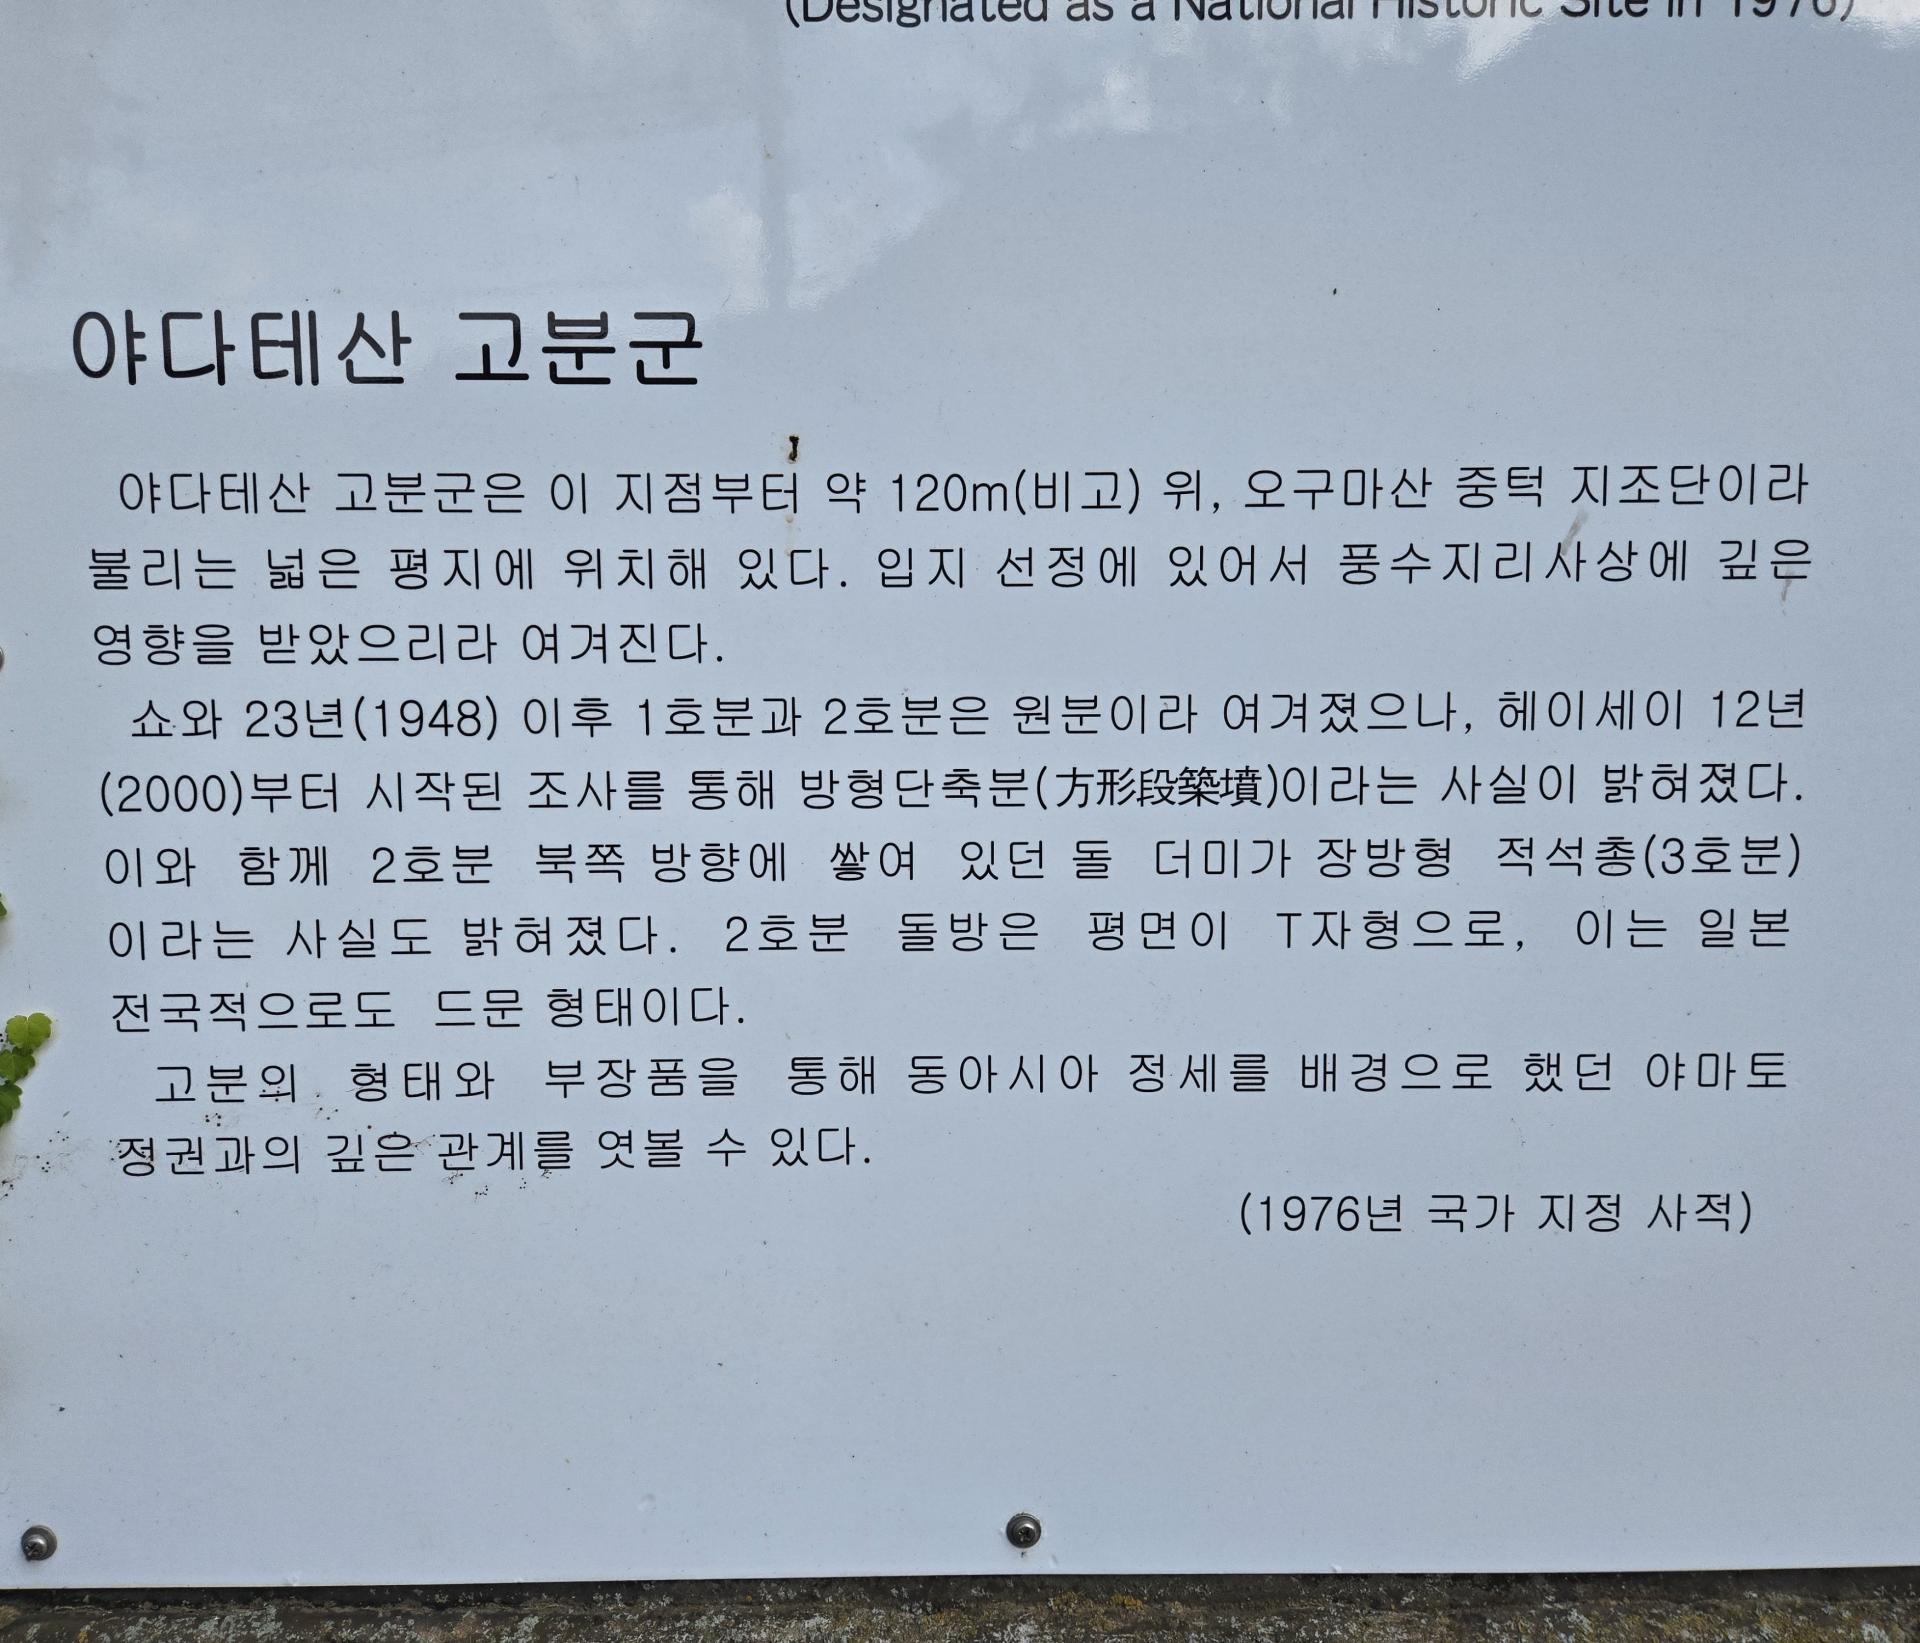 (Designated as a National Historic Site in 1976)
야다테산 고분군
야다테산 고분군은 이 지점부터 약 120m(비고) 위, 오구마산 중턱 지조단이라
불리는 넓은 평지에 위치해 있다. 입지 선정에 있어서 풍수지리사상에 깊은
영향을 받았으리라 여겨진다.
쇼와 23년(1948) 이후 1호분과 2호분은 원분이라 여겨졌으나, 헤이세이 12년
(2000)부터 시작된 조사를 통해 방형단축분(方形段築墳)이라는 사실이 밝혀졌다.
이와 함께 2호분 북쪽 방향에 쌓여 있던 돌 더미가 장방형 적석총(3호분)
이라는 사실도 밝혀졌다. 2호분 돌방은 평면이 T자형으로, 이는 일본
전국적으로도 드문 형태이다.
고분의 형태와 부장품을 통해 동아시아 정세를 배경으로 했던 야마토
정권과의 깊은 관계를 엿볼 수 있다.
(1976년 국가 지정 사적)